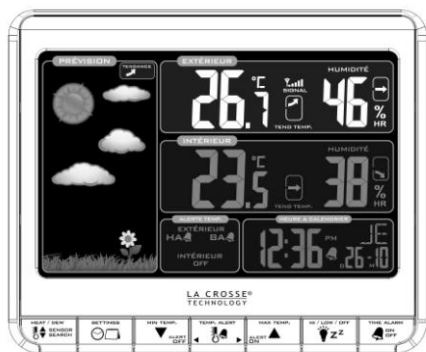 PRÉVISION
TENDANCE
EXTÉRIEUR
26.7 °C
SIGNAL
TEND TEMP.
HUMIDITÉ
46 % HR
INTÉRIEUR
23.5 °C
TEND TEMP.
HUMIDITÉ
38 % HR
ALERTE TEMP.
EXTÉRIEUR
HA BA
INTÉRIEUR
OFF
HEURE & CALENDRIER
12:36 PM JE
D 26-10 M
LA CROSSE®
TECHNOLOGY
HEAT / DEW
SENSOR
SEARCH
SETTINGS
MIN TEMP.
ALERT
OFF
TEMP. ALERT
MAX TEMP.
ALERT
ON
HI / LOW / OFF
ZZ
TIME ALARM
ON
OFF